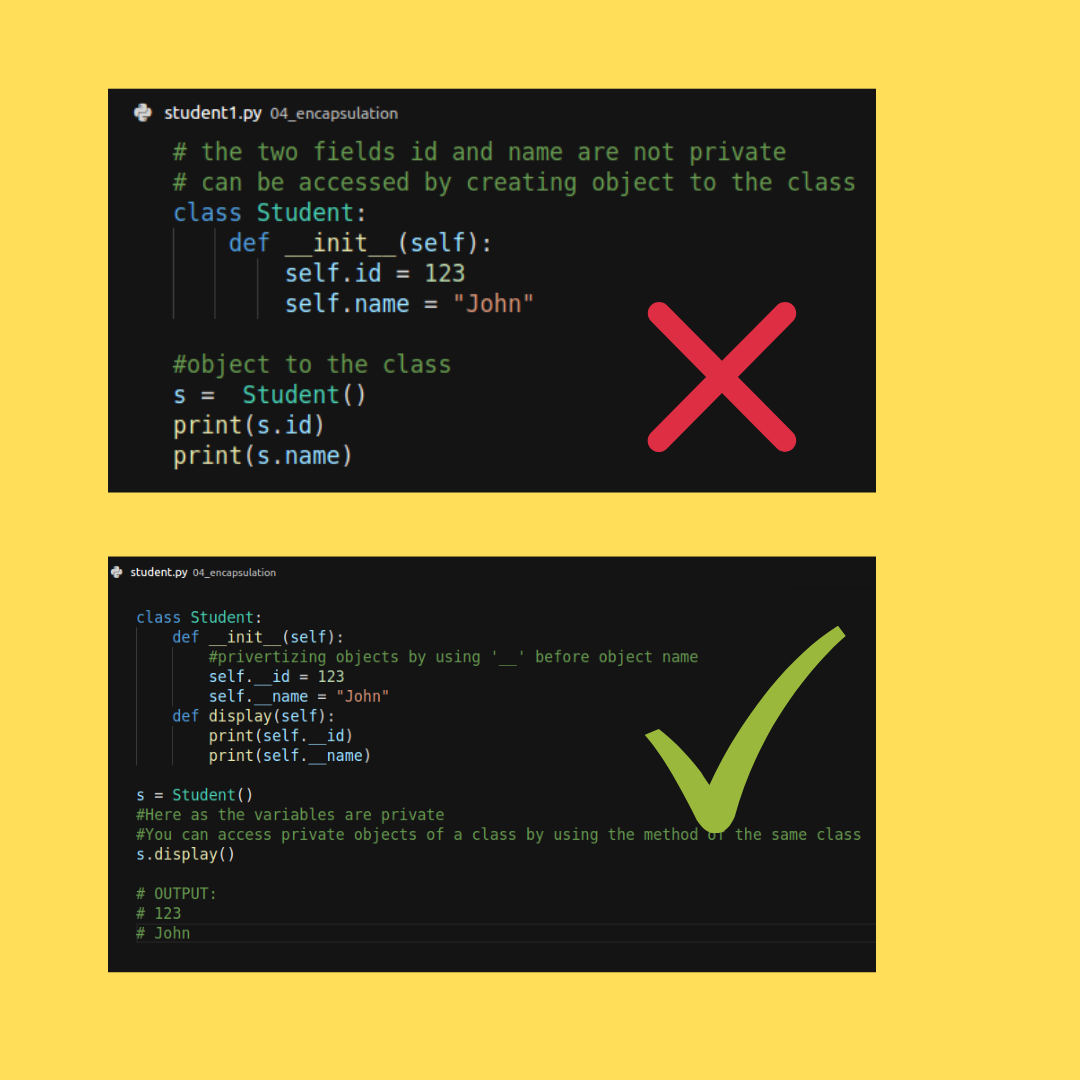 student1.py 04_encapsulation
# the two fields id and name are not private
# can be accessed by creating object to the class
class Student:
    def __init__(self):
        self.id = 123
        self.name = "John"
#object to the class
s =  Student()
print(s.id)
print(s.name)
student.py 04_encapsulation
class Student:
    def __init__(self):
        #privertizing objects by using '__' before object name
        self.__id = 123
        self.__name = "John"
    def display(self):
        print(self.__id)
        print(self.__name)
s = Student()
#Here as the variables are private
#You can access private objects of a class by using the method of the same class
s.display()
# OUTPUT:
# 123
# John